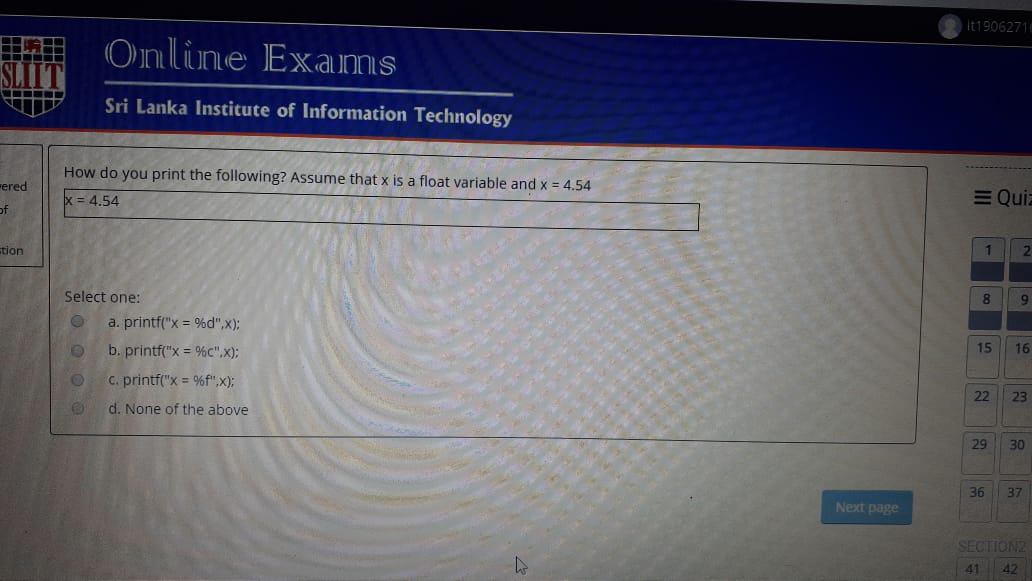 it1906271
SLIIT
Online Exams
Sri Lanka Institute of Information Technology
ered
of
stion
How do you print the following? Assume that x is a float variable and x = 4.54
x = 4.54
Select one:
a. printf("x = %d",x);
b. printf("x = %c",x);
c. printf("x = %f",x);
d. None of the above
Next page
Quiz
1 2
8 9
15 16
22 23
29 30
36 37
SECTION2
41 42